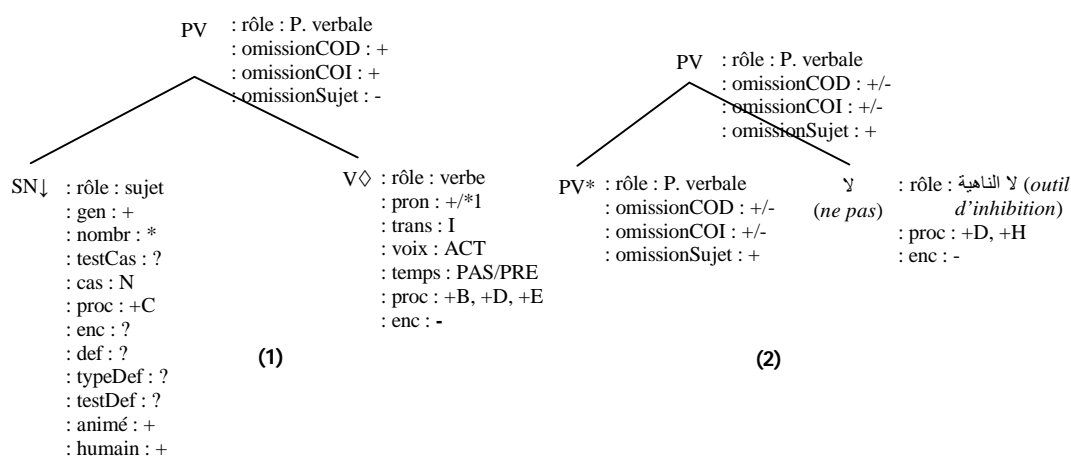 PV : rôle : P. verbale
: omissionCOD : +
: omissionCOI : +
: omissionSujet : -
SN↓ : rôle : sujet
: gen : +
: nombr : *
: testCas : ?
: cas : N
: proc : +C
: enc : ?
: def : ?
: typeDef : ?
: testDef : ?
: animé : +
: humain : +
V◊ : rôle : verbe
: pron : +/*1
: trans : I
: voix : ACT
: temps : PAS/PRE
: proc : +B, +D, +E
: enc : -
(1)
PV : rôle : P. verbale
: omissionCOD : +/-
: omissionCOI : +/-
: omissionSujet : +
PV* : rôle : P. verbale
: omissionCOD : +/-
: omissionCOI : +/-
: omissionSujet : +
لا
(ne pas)
: rôle : لا الناهية (outil
d'inhibition)
: proc : +D, +H
: enc : -
(2)